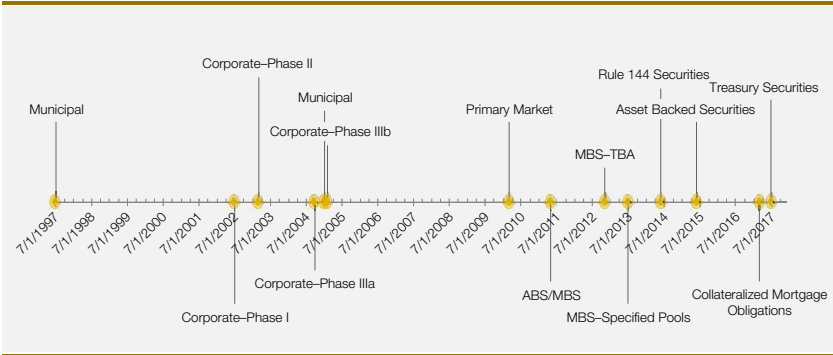 Corporate–Phase II
Rule 144 Securities
Treasury Securities
Municipal
Municipal
Primary Market
Asset Backed Securities
Corporate–Phase IIIb
MBS–TBA
7/1/1997
7/1/1998
7/1/1999
7/1/2000
7/1/2001
7/1/2002
7/1/2003
7/1/2004
7/1/2005
7/1/2006
7/1/2007
7/1/2008
7/1/2009
7/1/2010
7/1/2011
7/1/2012
7/1/2013
7/1/2014
7/1/2015
7/1/2016
7/1/2017
Corporate–Phase IIIa
ABS/MBS
Collateralized Mortgage
Obligations
Corporate–Phase I
MBS–Specified Pools